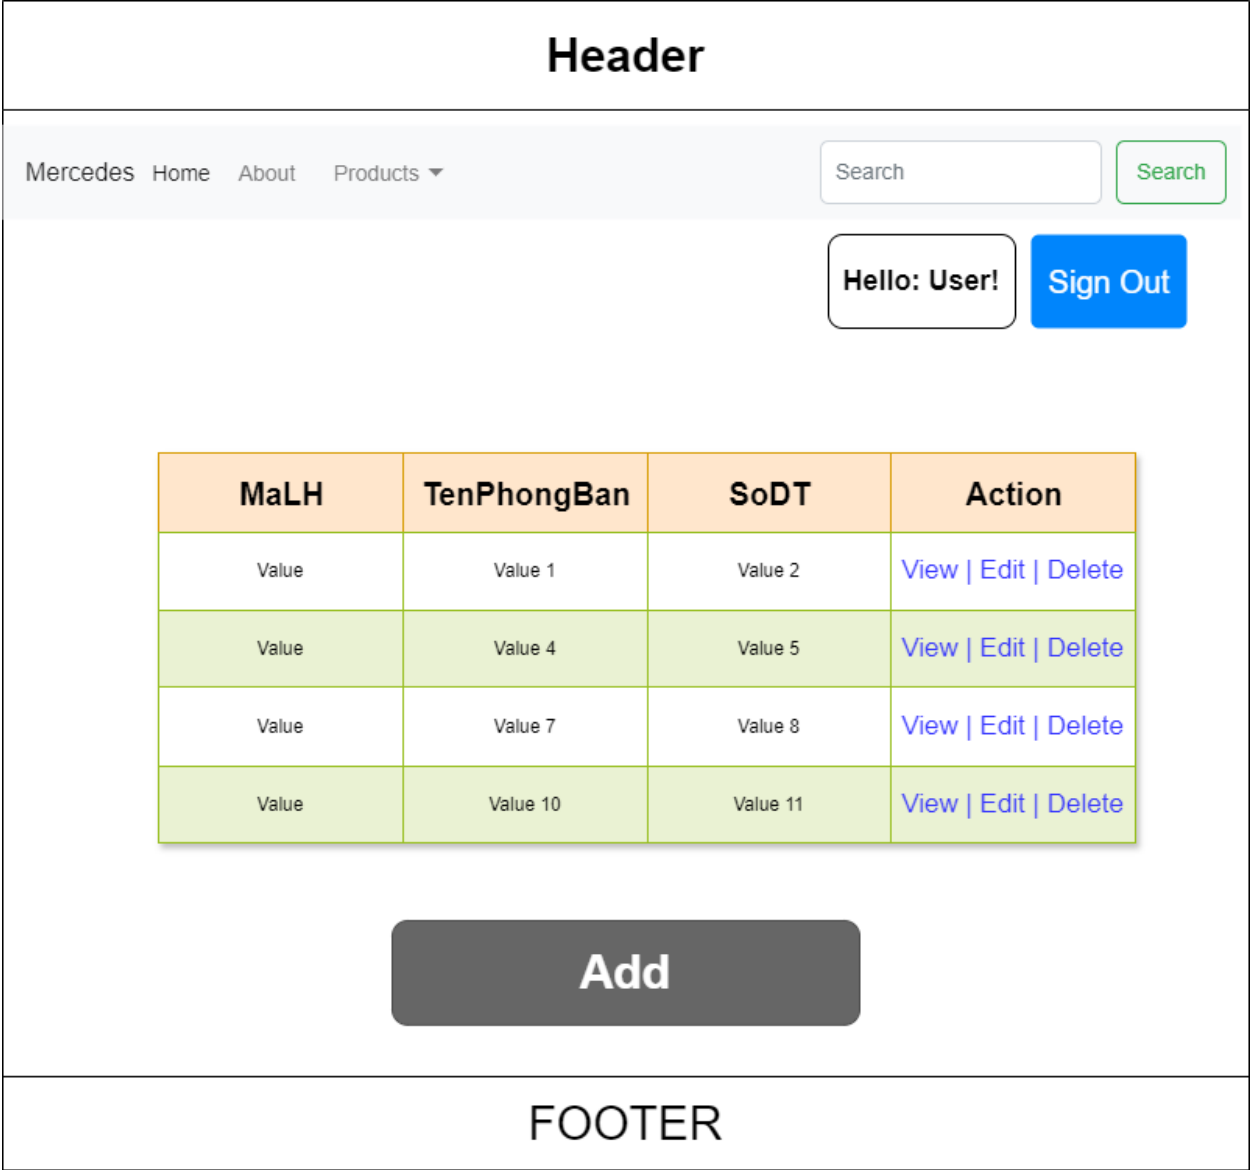 Header
Mercedes Home About Products
Search Search
Hello: User! Sign Out
MaLH TenPhongBan SoDT Action
Value Value 1 Value 2 View | Edit | Delete
Value Value 4 Value 5 View | Edit | Delete
Value Value 7 Value 8 View | Edit | Delete
Value Value 10 Value 11 View | Edit | Delete
Add
FOOTER